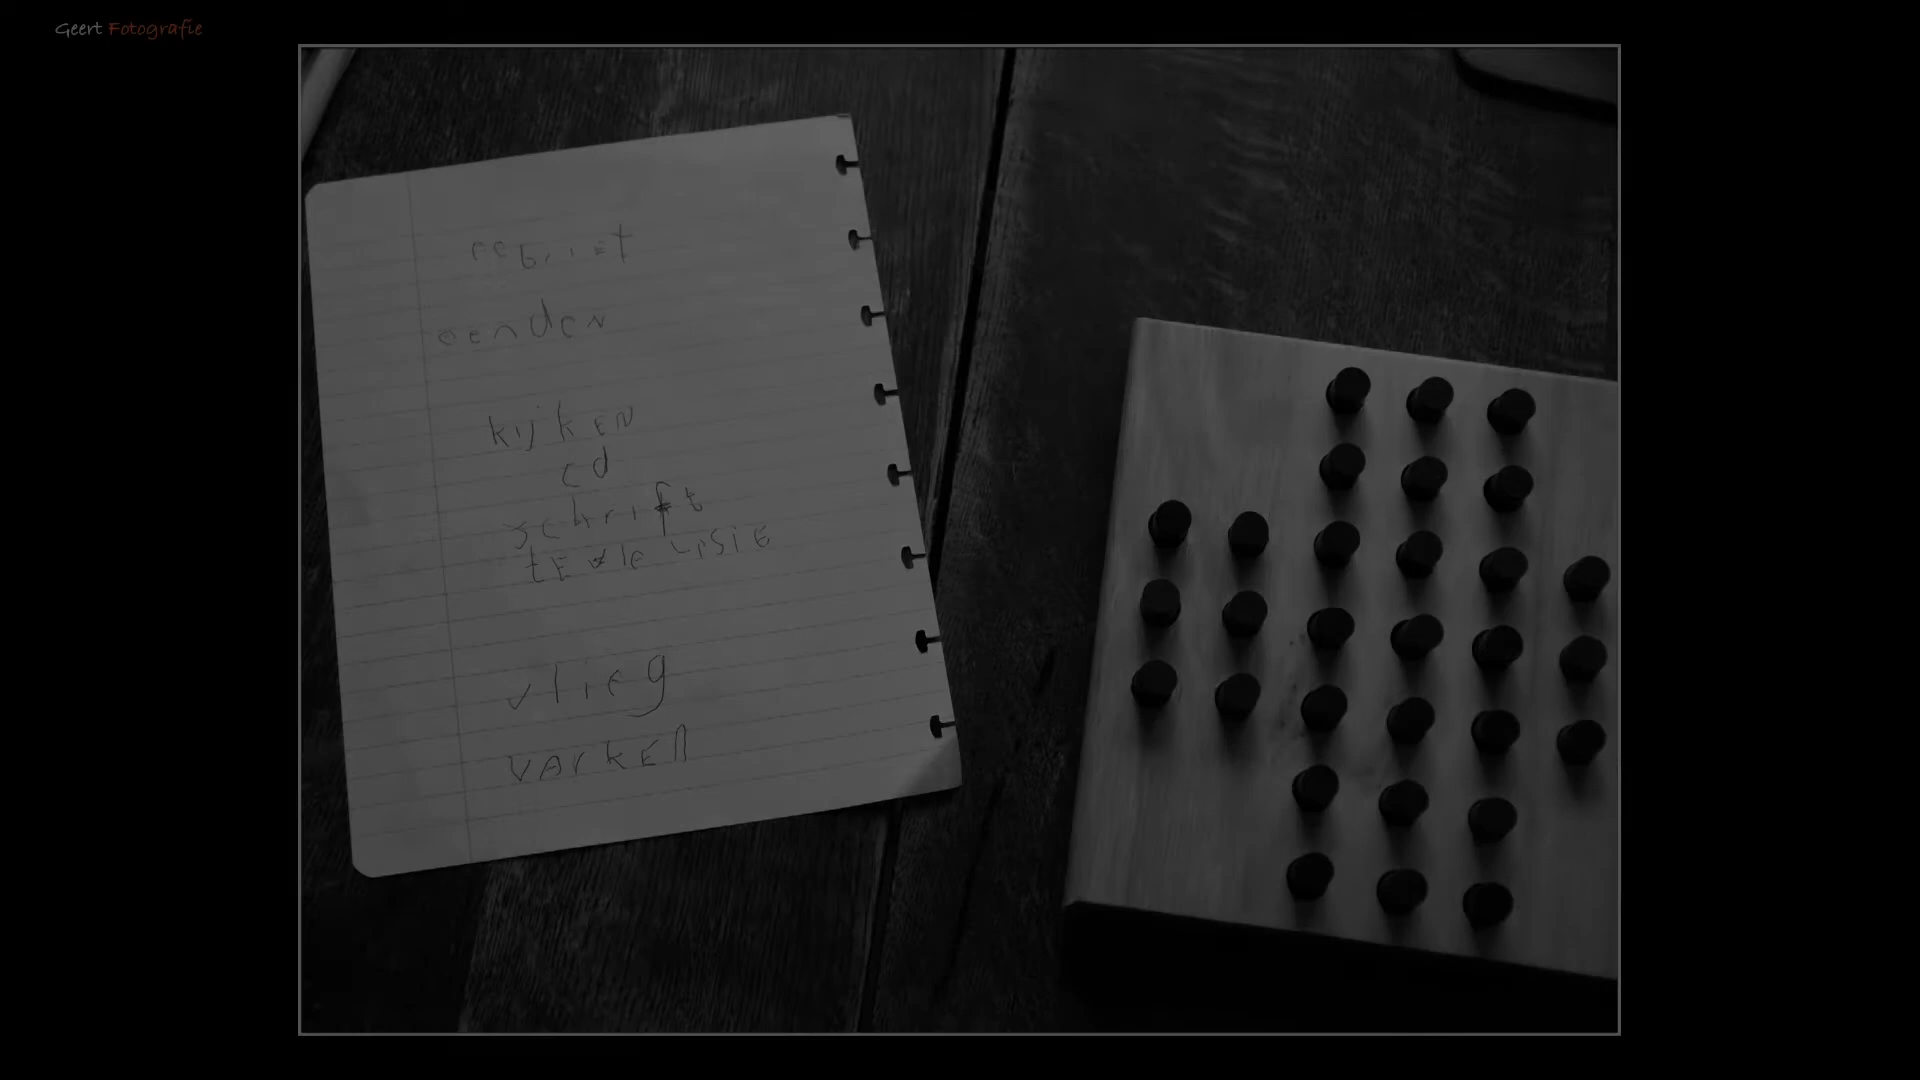 Geert Fotografie
eenden
kijken
cd
schrift
vlieg
varken